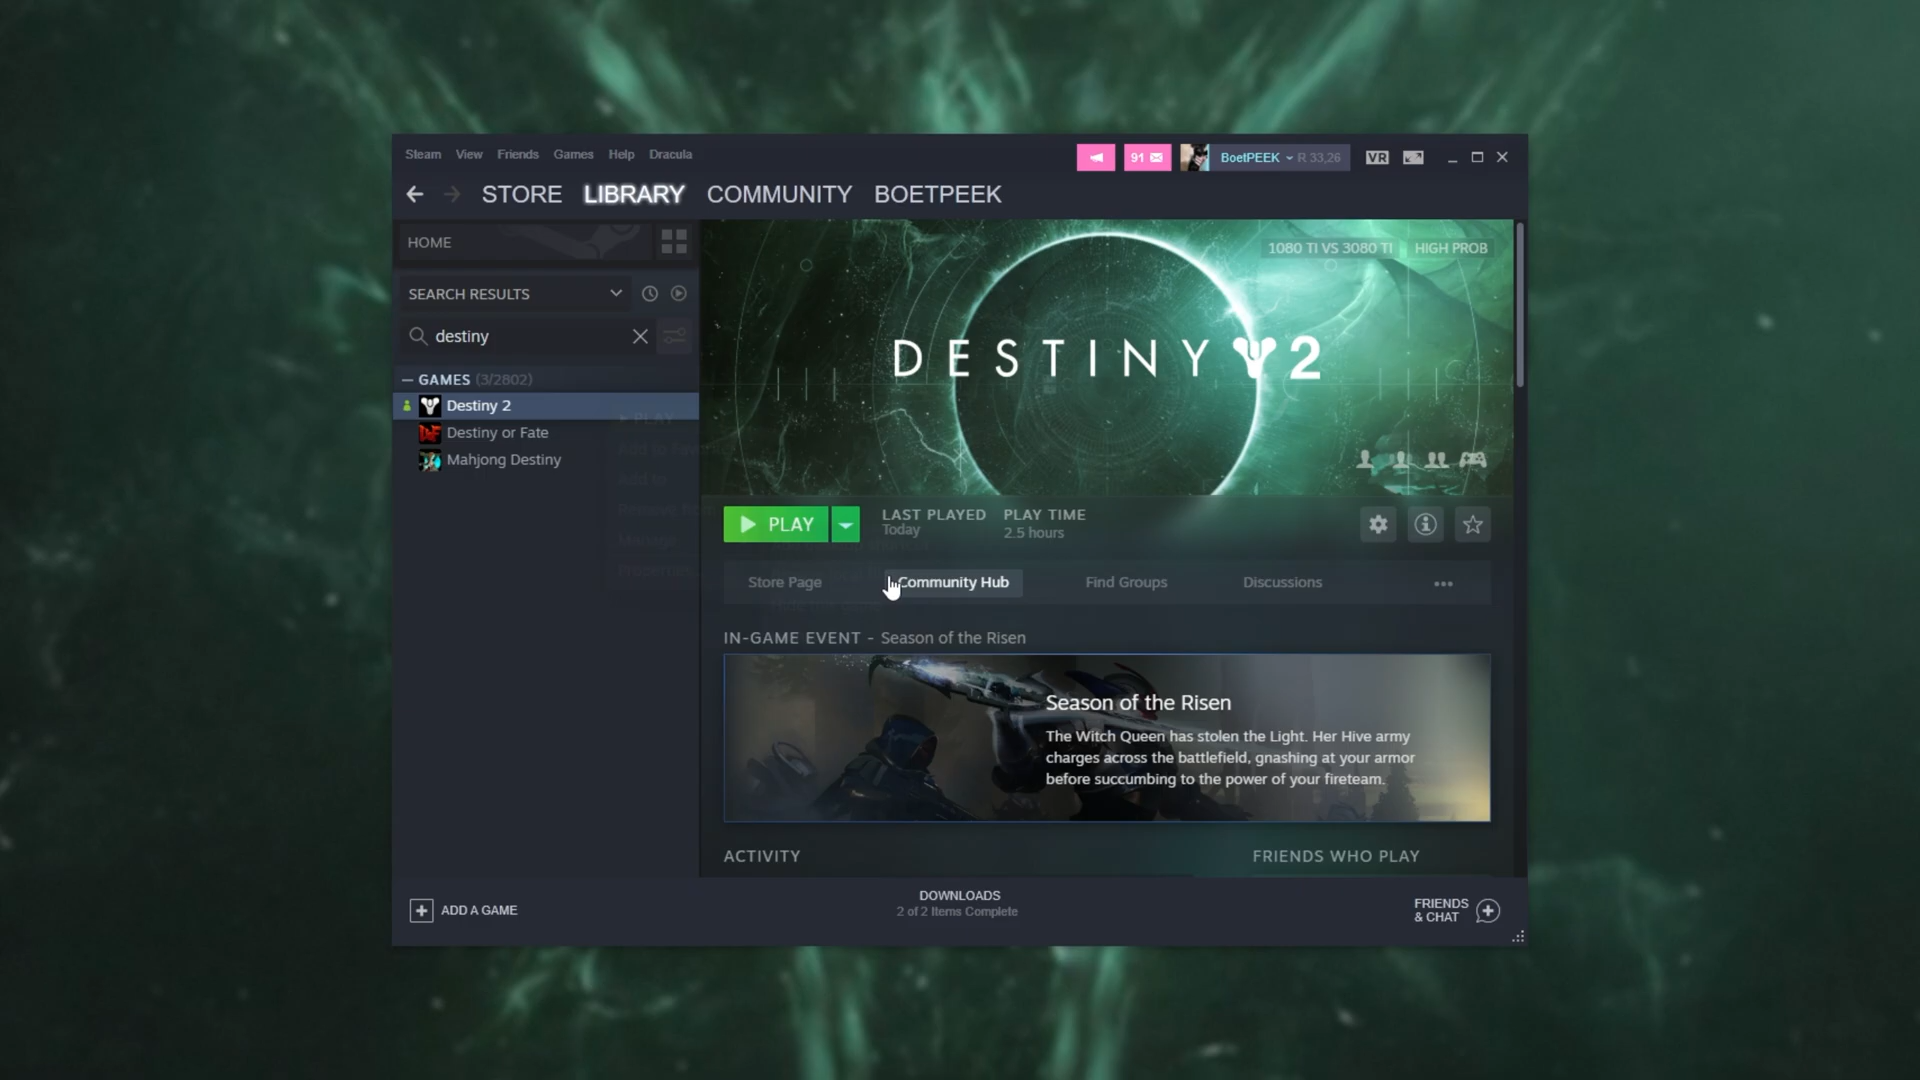 Steam View Friends Games Help Dracula
91
BoetPEEK R 33,26
VR
STORE LIBRARY COMMUNITY BOETPEEK
HOME
SEARCH RESULTS
destiny
GAMES (3/2802)
Destiny 2
Destiny or Fate
Mahjong Destiny
1080 TI VS 3080 TI HIGH PROB
DESTINY 2
PLAY
Add to
Manage
Properties...
PLAY
LAST PLAYED
Today
PLAY TIME
2.5 hours
Store Page Community Hub Find Groups Discussions
IN-GAME EVENT - Season of the Risen
Season of the Risen
The Witch Queen has stolen the Light. Her Hive army
charges across the battlefield, gnashing at your armor
before succumbing to the power of your fireteam.
ACTIVITY
FRIENDS WHO PLAY
ADD A GAME
DOWNLOADS
2 of 2 Items Complete
FRIENDS
& CHAT